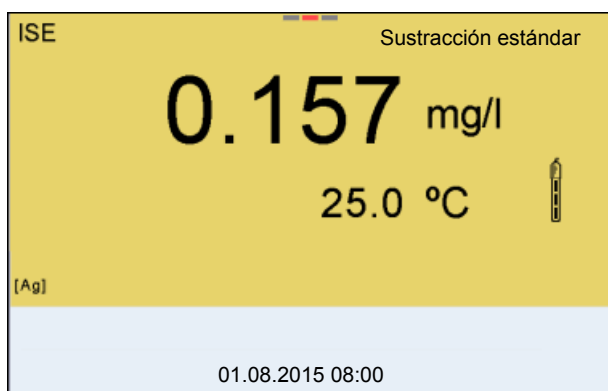 ISE
Sustracción estándar
0.157 mg/l
25.0 ºC
[Ag]
01.08.2015 08:00